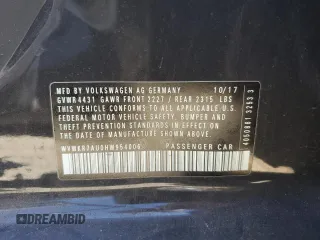 MFD BY VOLKSWAGEN AG GERMANY 10/17
GVWR4431 GAWR FRONT 2227 / REAR 2315 LBS
THIS VEHICLE CONFORMS TO ALL APPLICABLE U.S.
FEDERAL MOTOR VEHICLE SAFETY, BUMPER AND
THEFT PREVENTION STANDARDS IN EFFECT ON THE
DATE OF MANUFACTURE SHOWN ABOVE
PASSENGER CAR
DREAMBID